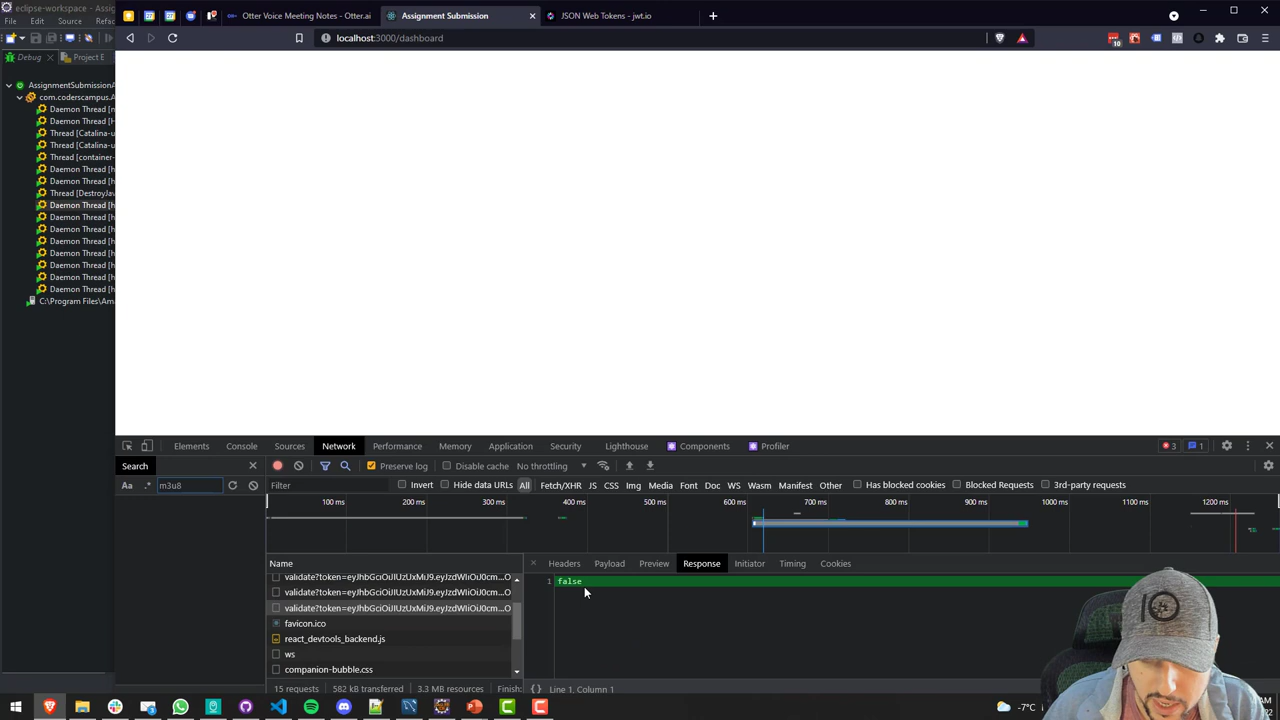 eclipse-workspace - Assig
File Edit Source Refac
Debug
Project E
AssignmentSubmissionA
com.coderscampus.A
Daemon Thread [
Daemon Thread [H
Thread [Catalina-u
Thread [Catalina-u
Thread [container-
Daemon Thread [h
Daemon Thread [h
Thread [DestroyJav
Daemon Thread [h
Daemon Thread [h
Daemon Thread [h
Daemon Thread [h
Daemon Thread [h
Daemon Thread [h
Daemon Thread [h
Daemon Thread [h
C:\Program Files\Ama
Otter Voice Meeting Notes - Otter.ai
Assignment Submission
JSON Web Tokens - jwt.io
localhost:3000/dashboard
10
Elements Console Sources Network Performance Memory Application Security Lighthouse Components Profiler 3 1
Search
Preserve log Disable cache No throttling
Aa .* m3u8
Filter Invert Hide data URLs All Fetch/XHR JS CSS Img Media Font Doc WS Wasm Manifest Other Has blocked cookies Blocked Requests 3rd-party requests
100 ms 200 ms 300 ms 400 ms 500 ms 600 ms 700 ms 800 ms 900 ms 1000 ms 1100 ms 1200 ms
Name
Headers Payload Preview Response Initiator Timing Cookies
validate?token=eyJhbGciOiJIUzUxMiJ9.eyJzdWIiOiJ0cm...O
validate?token=eyJhbGciOiJIUzUxMiJ9.eyJzdWIiOiJ0cm...O
validate?token=eyJhbGciOiJIUzUxMiJ9.eyJzdWIiOiJ0cm...O
favicon.ico
react_devtools_backend.js
ws
companion-bubble.css
1 false
15 requests 582 kB transferred 3.3 MB resources Finish:
{} Line 1, Column 1
-7°C